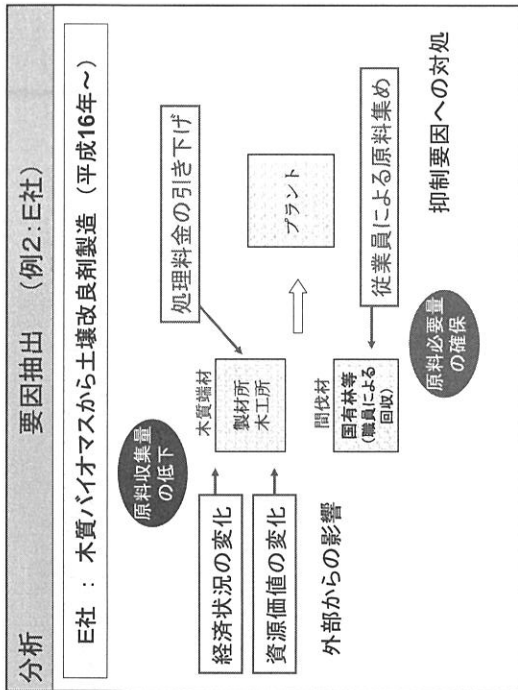 分析
要因抽出 (例2:E社)
E社 : 木質バイオマスから土壌改良剤製造 (平成16年～)
原料収集量
の低下
経済状況の変化
資源価値の変化
外部からの影響
木質端材
製材所
木工所
処理料金の引き下げ
プラント
間伐材
国有林等
(職員による
回収)
従業員による原料集め
原料必要量
の確保
抑制要因への対処